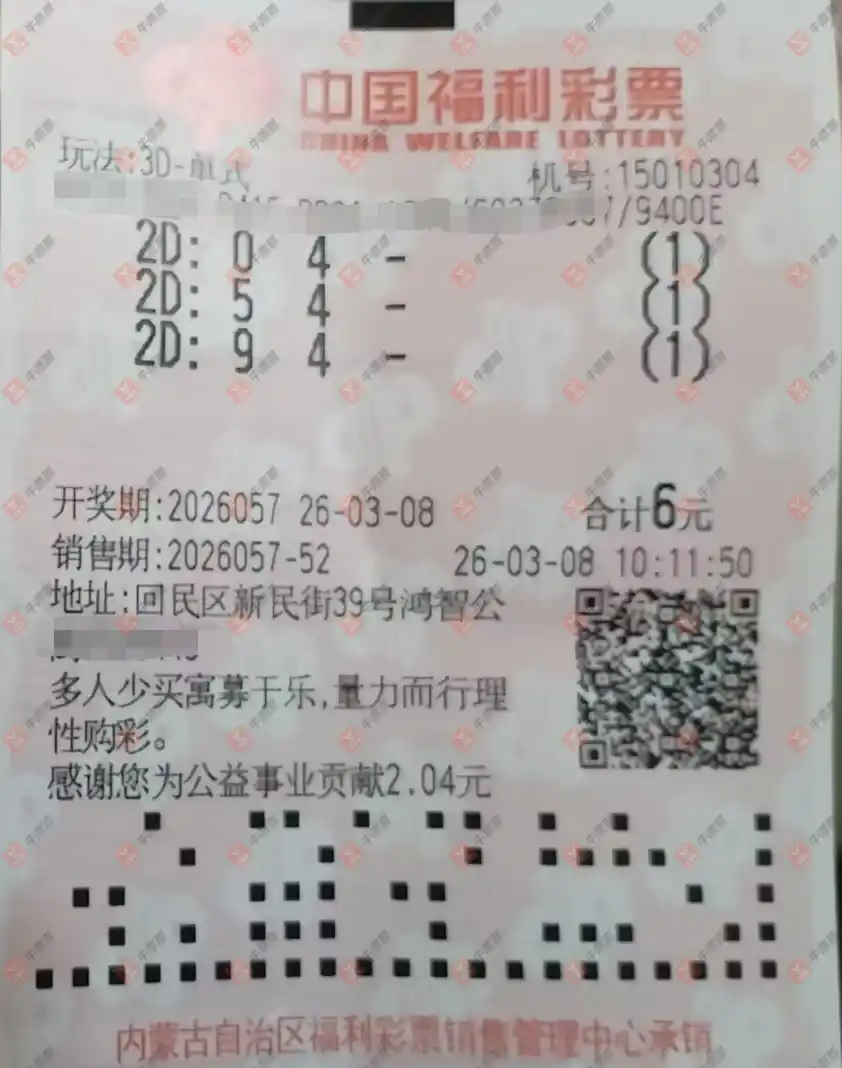 中国福利彩票
CHINA WELFARE LOTTERY
玩法:3D-单式
机号:15010304
/9400E
2D: 0 4 - (1)
2D: 5 4 - (1)
2D: 9 4 - (1)
开奖期:2026057 26-03-08 合计6元
销售期:2026057-52 26-03-08 10:11:50
地址:回民区新民街39号鸿智公
多人少买寓募于乐,量力而行理
性购彩。
感谢您为公益事业贡献2.04元
内蒙古自治区福利彩票销售管理中心承销